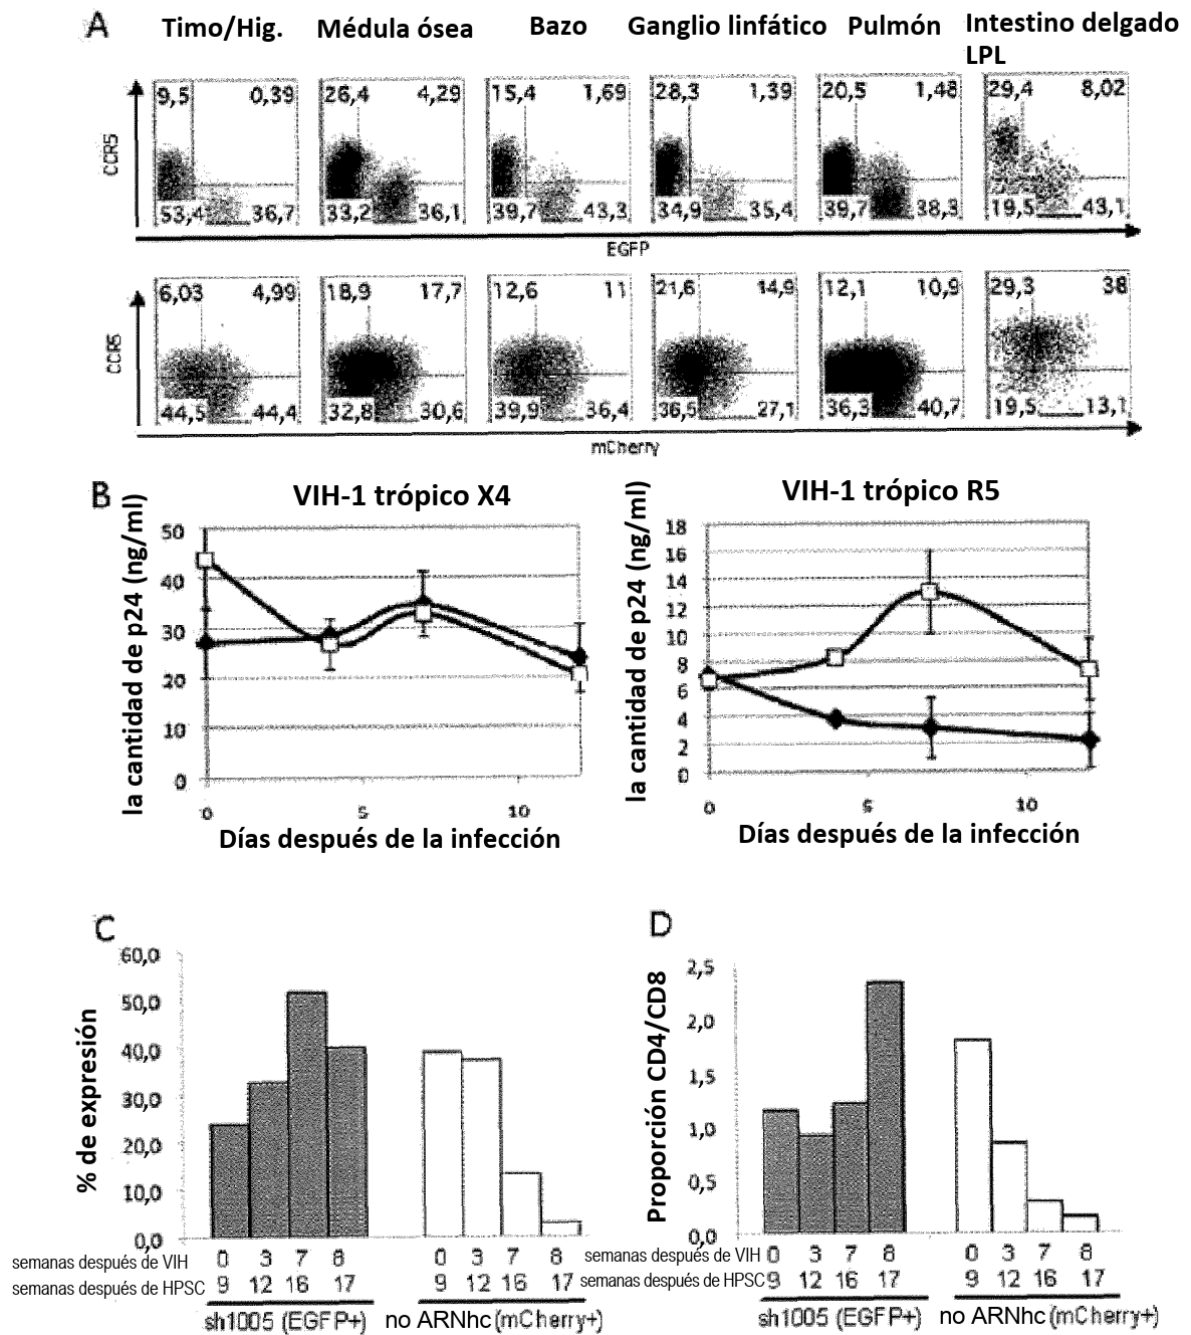 A
Timo/Hig. Médula ósea Bazo Ganglio linfático Pulmón Intestino delgado
LPL
9,5 0,39 26,4 4,29 15,4 1,69 28,3 1,39 20,5 1,48 29,4 8,02
CCR5
53,4 36,7 33,2 36,1 39,7 43,3 34,9 35,4 39,7 38,3 19,5 43,1
EGFP
6,03 4,99 18,9 17,7 12,6 11 21,6 14,9 12,1 10,9 29,3 38
CCR5
44,5 44,4 32,8 30,6 39,9 36,4 36,5 27,1 36,3 40,7 19,5 13,1
mCherry
B
VIH-1 trópico X4
la cantidad de p24 (ng/ml)
50
40
30
20
10
0
0 5 10
Días después de la infección
VIH-1 trópico R5
la cantidad de p24 (ng/ml)
18
16
14
12
10
8
6
4
2
0
0 5 10
Días después de la infección
C
% de expresión
60,0
50,0
40,0
30,0
20,0
10,0
0,0
semanas después de VIH 0 3 7 8 0 3 7 8
semanas después de HPSC 9 12 16 17 9 12 16 17
sh1005 (EGFP+) no ARNhc (mCherry+)
D
Proporción CD4/CD8
2,5
2,0
1,5
1,0
0,5
0,0
semanas después de VIH 0 3 7 8 0 3 7 8
semanas después de HPSC 9 12 16 17 9 12 16 17
sh1005 (EGFP+) no ARNhc (mCherry+)